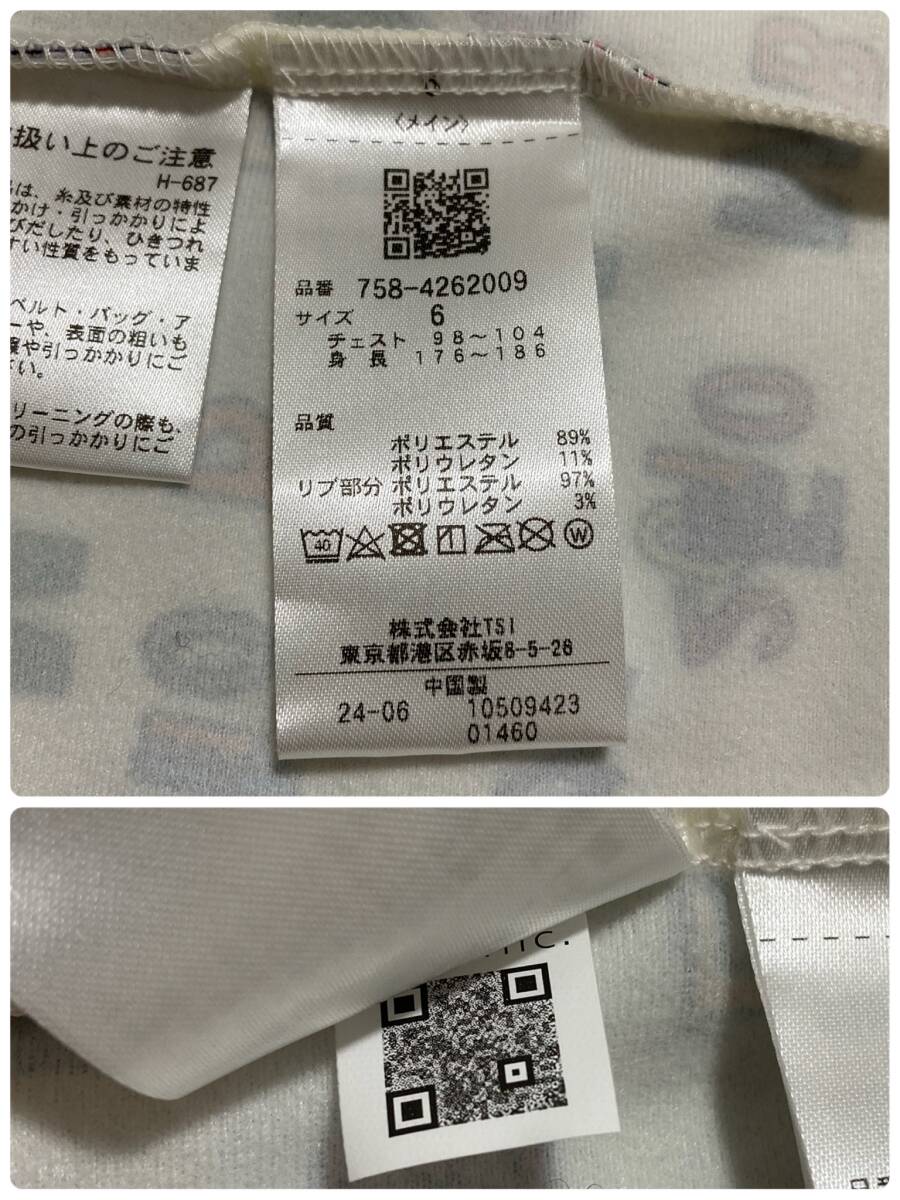 扱い上のご注意
H-687
は、糸及び素材の特性
かけ・引っかかりによ
びだしたり、ひきつれ
すい性質をもっていま
ベルト・バッグ・ア
ーや、表面の粗いも
擦や引っかかりにご
さい。
リーニングの際も、
の引っかかりにご
〈メイン〉
品番 758-4262009
サイズ 6
チェスト 98～104
身長 176～186
品質
ポリエステル 89%
ポリウレタン 11%
リブ部分 ポリエステル 97%
ポリウレタン 3%
40
W
株式会社TSI
東京都港区赤坂8-5-26
中国製
24-06 10509423
01460